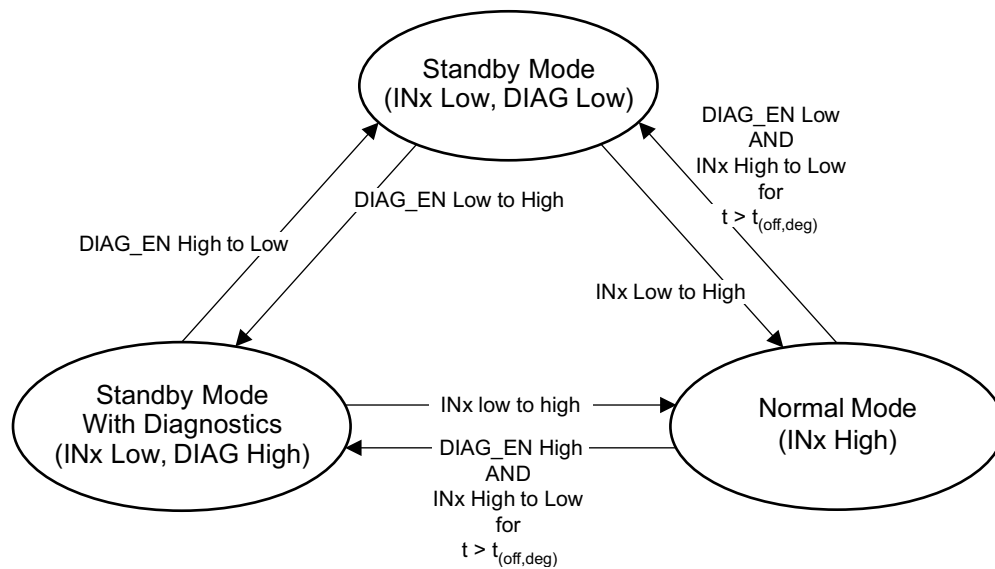 Standby Mode
(INx Low, DIAG Low)
DIAG_EN Low
AND
INx High to Low
for
t > t(off,deg)
DIAG_EN Low to High
DIAG_EN High to Low
INx Low to High
Standby Mode
With Diagnostics
(INx Low, DIAG High)
INx low to high
DIAG_EN High
AND
INx High to Low
for
t > t(off,deg)
Normal Mode
(INx High)